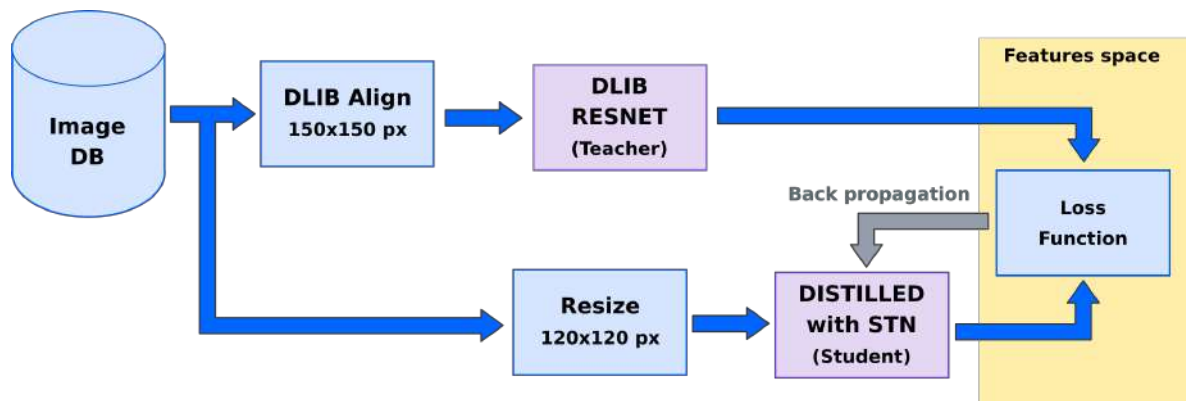 Features space
DLIB Align
150x150 px
DLIB
RESNET
(Teacher)
Image
DB
Back propagation
Loss
Function
Resize
120x120 px
DISTILLED
with STN
(Student)